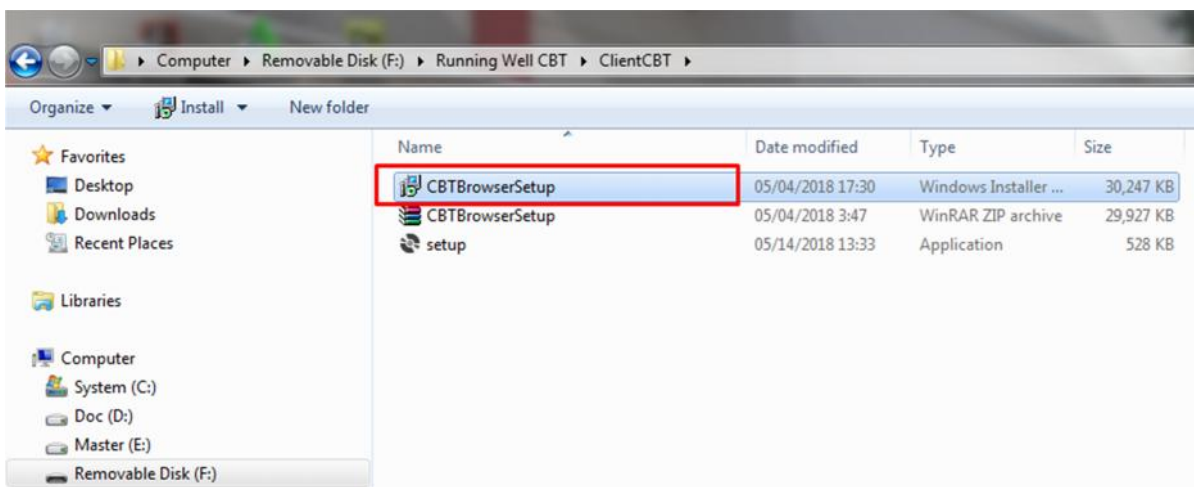 Computer Removable Disk (F:) Running Well CBT ClientCBT
Organize Install New folder
Favorites
Desktop
Downloads
Recent Places
Libraries
Computer
System (C:)
Doc (D:)
Master (E:)
Removable Disk (F:)
Name Date modified Type Size
CBTBrowserSetup 05/04/2018 17:30 Windows Installer ... 30,247 KB
CBTBrowserSetup 05/04/2018 3:47 WinRAR ZIP archive 29,927 KB
setup 05/14/2018 13:33 Application 528 KB